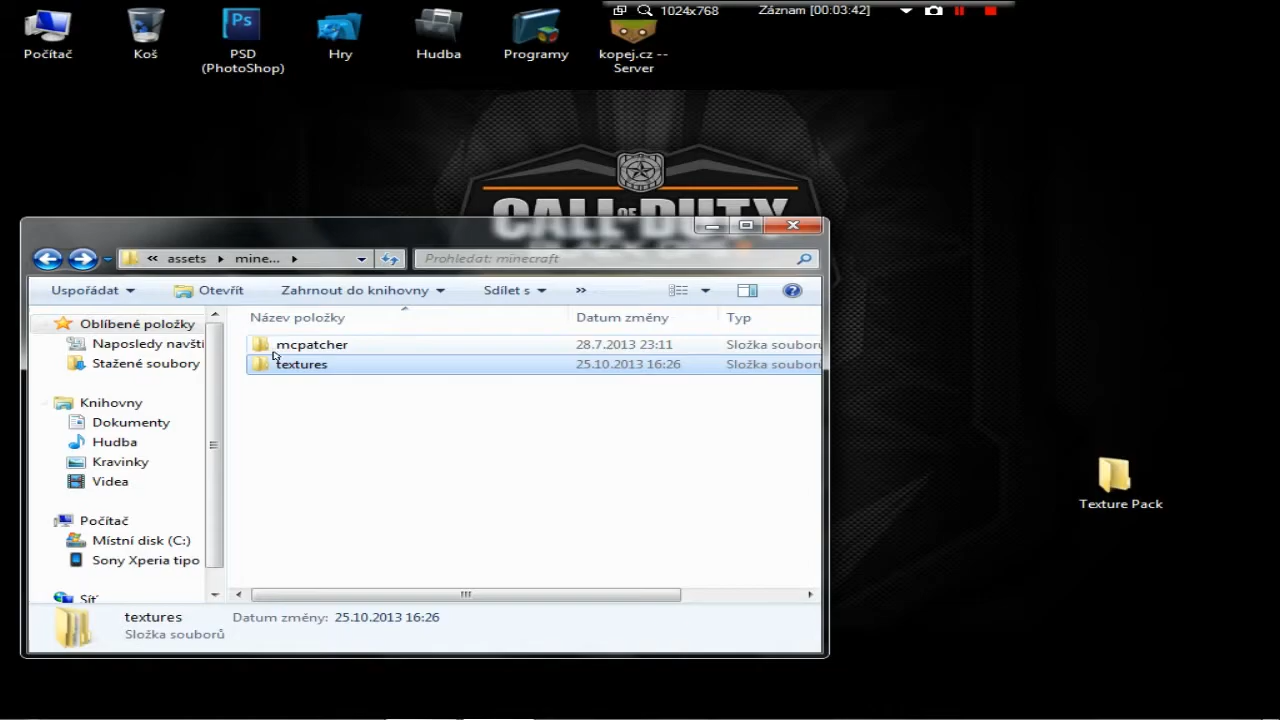 1024x768 Záznam [00:03:42]
Počítač
Koš
PSD
(PhotoShop)
Hry
Hudba
Programy
kopej.cz --
Server
CALL OF DUTY
« assets mine...
Prohledat: minecraft
Uspořádat Otevřít Zahrnout do knihovny Sdílet s »
Název položky Datum změny Typ
Oblíbené položky
Naposledy navští
Stažené soubory
Knihovny
Dokumenty
Hudba
Kravinky
Videa
Počítač
Místní disk (C:)
Sony Xperia tipo
Síť
mcpatcher 28.7.2013 23:11 Složka souborů
textures 25.10.2013 16:26 Složka souborů
textures Datum změny: 25.10.2013 16:26
Složka souborů
Texture Pack